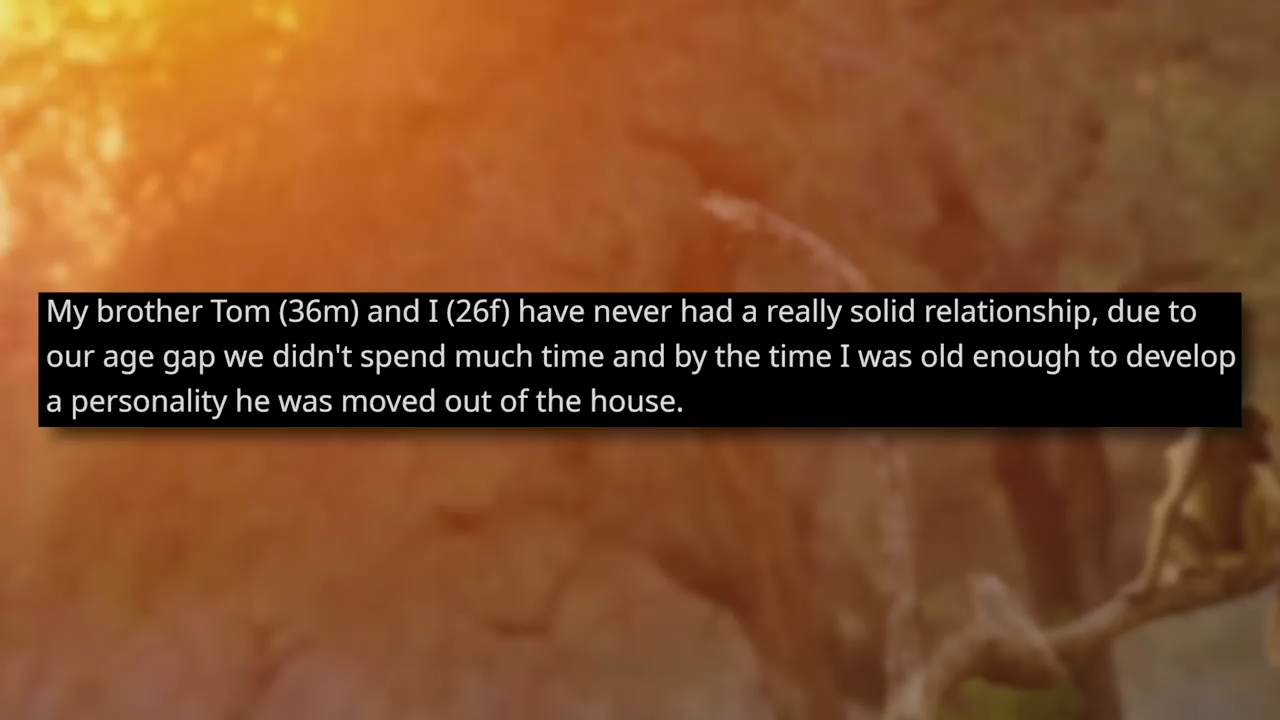 My brother Tom (36m) and I (26f) have never had a really solid relationship, due to
our age gap we didn't spend much time and by the time I was old enough to develop
a personality he was moved out of the house.